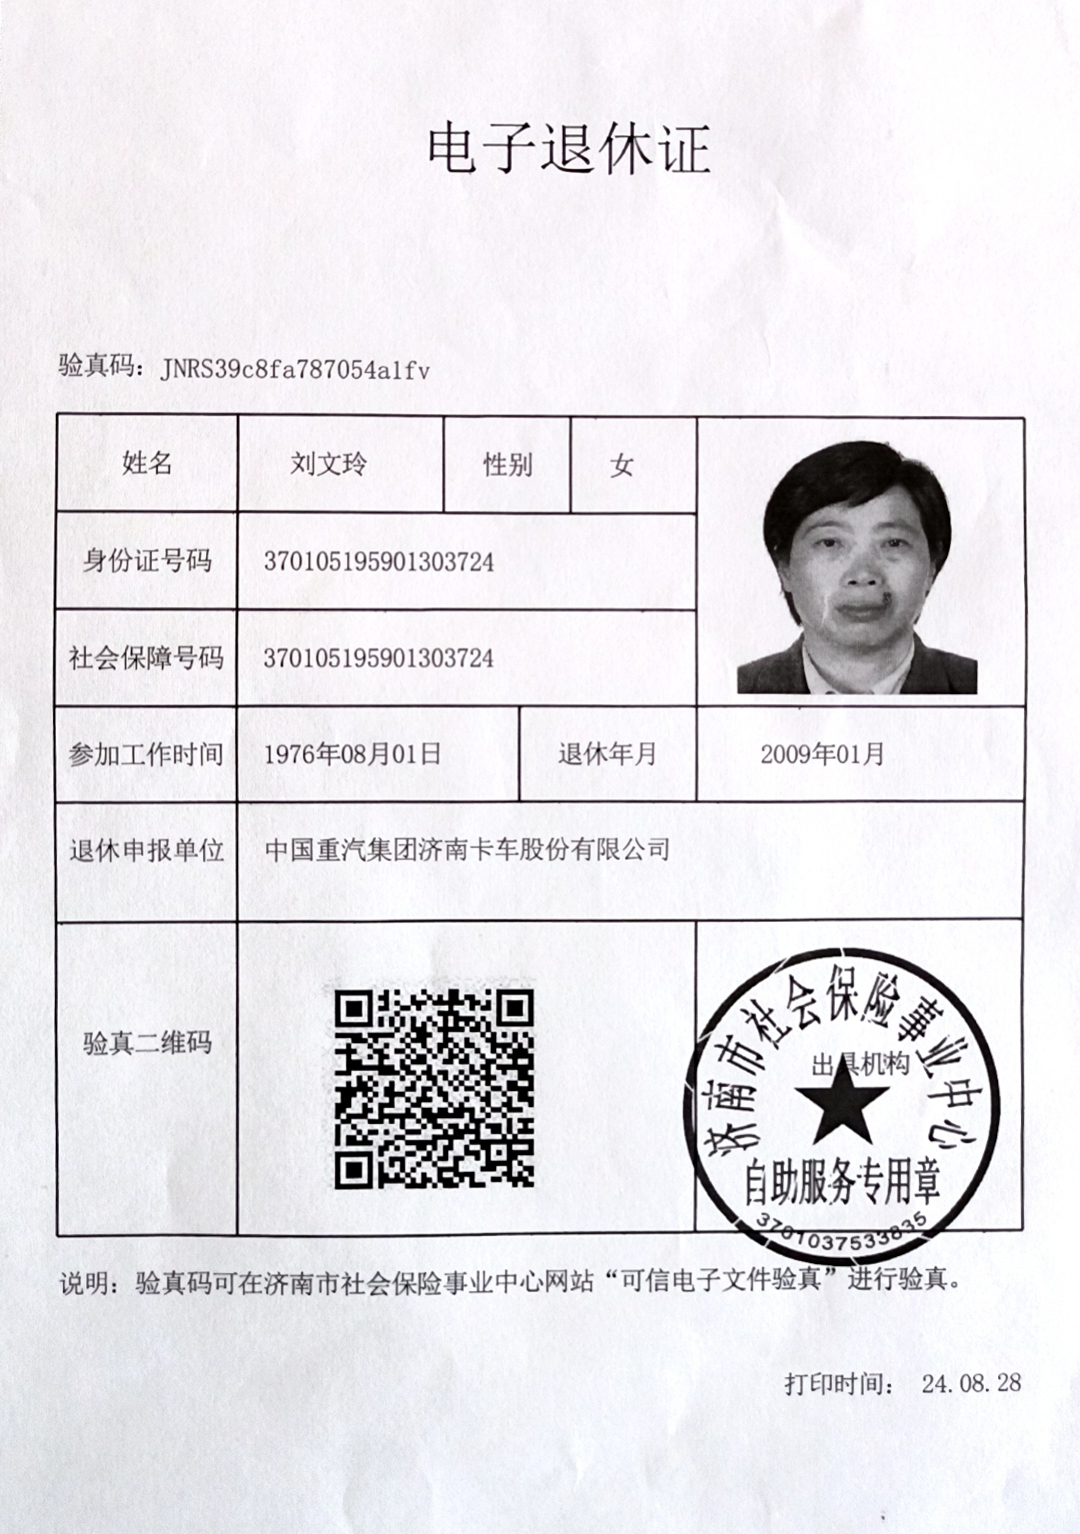 电子退休证
验真码：JNRS39c8fa787054a1fv
姓名 刘文玲 性别 女
身份证号码 370105195901303724
社会保障号码 370105195901303724
参加工作时间 1976年08月01日 退休年月 2009年01月
退休申报单位 中国重汽集团济南卡车股份有限公司
验真二维码
出具机构
济南市社会保险事业中心
自助服务专用章
3701037533835
说明：验真码可在济南市社会保险事业中心网站“可信电子文件验真”进行验真。
打印时间： 24.08.28